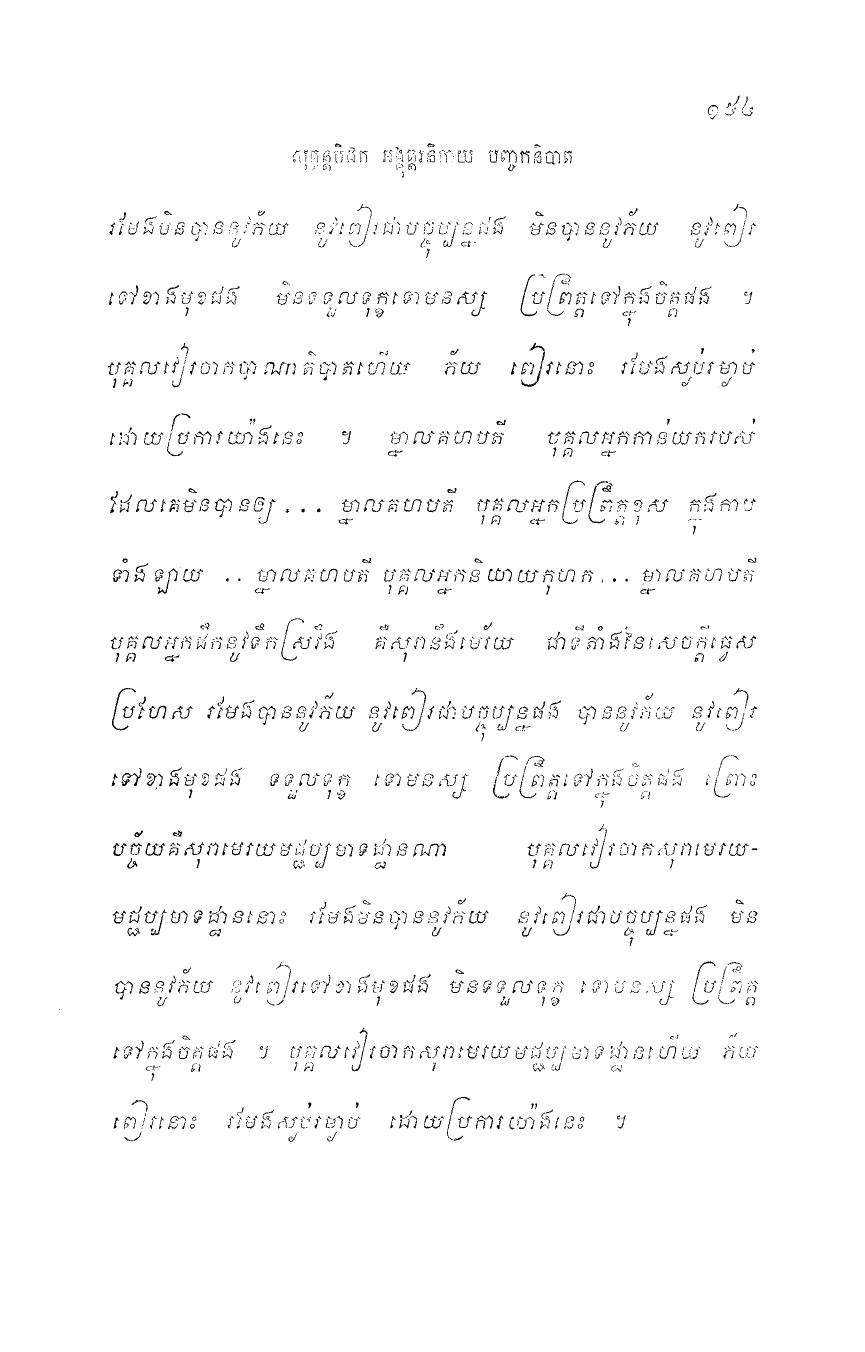 ១៨៤
សុត្តន្តបិដក អង្គុត្តរនិកាយ បញ្ចកនិបាត
រមែងមិនបាននូវភ័យ នូវពៀរជាបច្ចុប្បន្នផង មិនបាននូវភ័យ នូវពៀរ
ទៅខាងមុខផង មិនទទួលទុក្ខទោមនស្ស ប្រព្រឹត្តទៅក្នុងចិត្តផង ។
បុគ្គលវៀរចាកបាណាតិបាតហើយ ភ័យ ពៀរនោះ រមែងស្ងប់រម្ងាប់
ដោយប្រការយ៉ាងនេះ ។ ម្នាលគហបតី បុគ្គលអ្នកកាន់យករបស់
ដែលគេមិនបានឲ្យ ... ម្នាលគហបតី បុគ្គលអ្នកប្រព្រឹត្តខុស ក្នុងកាម
ទាំងឡាយ .. ម្នាលគហបតី បុគ្គលអ្នកនិយាយកុហក ... ម្នាលគហបតី
បុគ្គលអ្នកផឹកនូវទឹកស្រវឹង គឺសុរានឹងមេរ័យ ជាទីតាំងនៃសេចក្តីធ្វេស
ប្រហែស រមែងបាននូវភ័យ នូវពៀរជាបច្ចុប្បន្នផង បាននូវភ័យ នូវពៀរ
ទៅខាងមុខផង ទទួលទុក្ខ ទោមនស្ស ប្រព្រឹត្តទៅក្នុងចិត្តផង ព្រោះ
បច្ច័យគឺសុរាមេរយមជ្ជប្បមាទដ្ឋានណា បុគ្គលវៀរចាកសុរាមេរយ-
មជ្ជប្បមាទដ្ឋាននោះ រមែងមិនបាននូវភ័យ នូវពៀរជាបច្ចុប្បន្នផង មិន
បាននូវភ័យ នូវពៀរទៅខាងមុខផង មិនទទួលទុក្ខ ទោមនស្ស ប្រព្រឹត្ត
ទៅក្នុងចិត្តផង ។ បុគ្គលវៀរចាកសុរាមេរយមជ្ជប្បមាទដ្ឋានហើយ ភ័យ
ពៀរនោះ រមែងស្ងប់រម្ងាប់ ដោយប្រការយ៉ាងនេះ ។